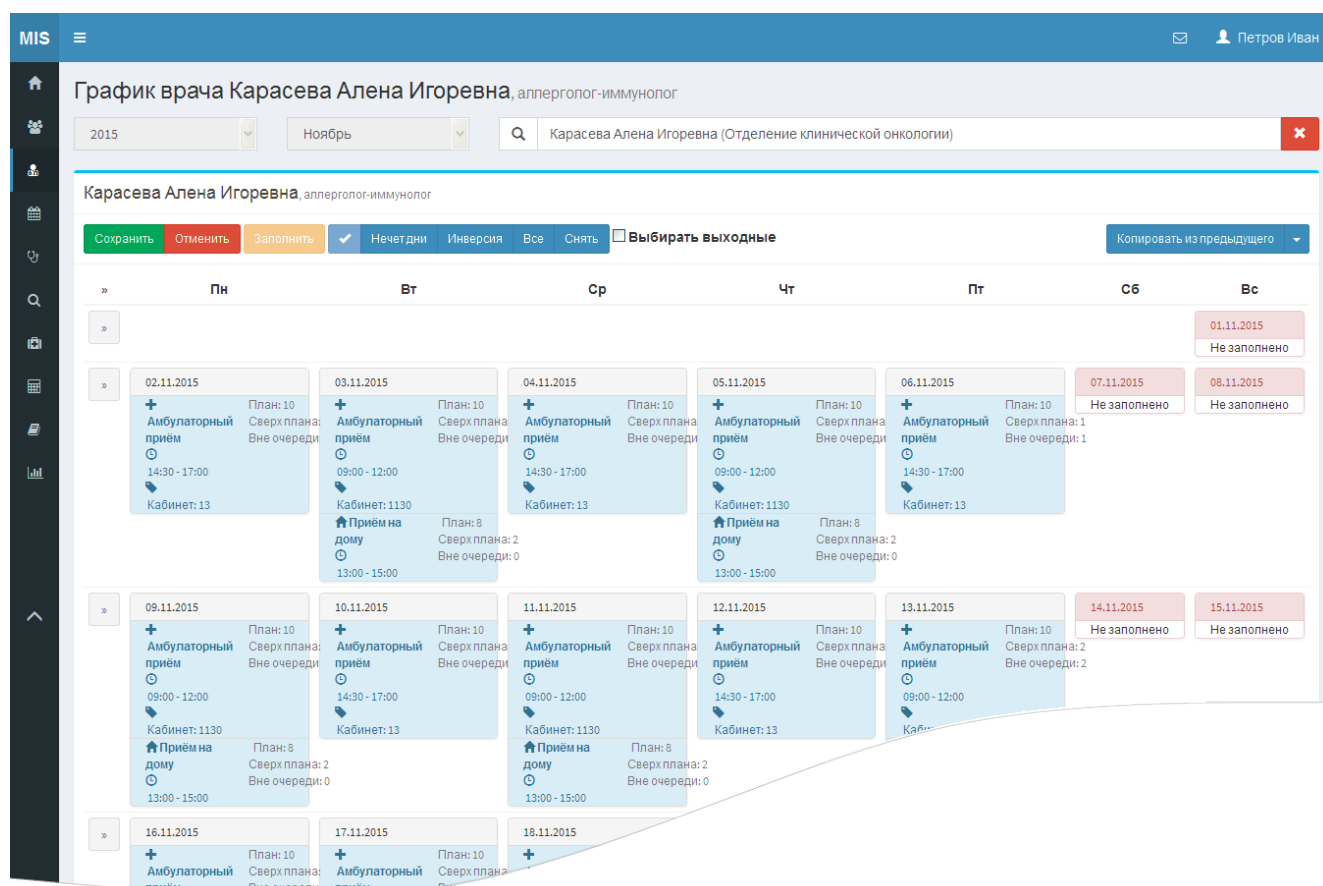 MIS Петров Иван
График врача Карасева Алена Игоревна, аллерголог-иммунолог
2015 Ноябрь Карасева Алена Игоревна (Отделение клинической онкологии)
Карасева Алена Игоревна, аллерголог-иммунолог
Сохранить Отменить Заполнить Нечет дни Инверсия Все Снять Выбирать выходные Копировать из предыдущего
» Пн Вт Ср Чт Пт Сб Вс
» 01.11.2015
Не заполнено
» 02.11.2015 03.11.2015 04.11.2015 05.11.2015 06.11.2015 07.11.2015 08.11.2015
План: 10 План: 10 План: 10 План: 10 План: 10 Не заполнено Не заполнено
Амбулаторный Сверх плана: Амбулаторный Сверх плана Амбулаторный Сверх плана Амбулаторный Сверх плана Амбулаторный Сверх плана: 1
приём Вне очереди приём Вне очереди приём Вне очереди приём Вне очереди приём Вне очереди: 1
14:30 - 17:00 09:00 - 12:00 14:30 - 17:00 09:00 - 12:00 14:30 - 17:00
Кабинет: 13 Кабинет: 1130 Кабинет: 13 Кабинет: 1130 Кабинет: 13
Приём на План: 8 Приём на План: 8
дому Сверх плана: 2 дому Сверх плана: 2
Вне очереди: 0 Вне очереди: 0
13:00 - 15:00 13:00 - 15:00
» 09.11.2015 10.11.2015 11.11.2015 12.11.2015 13.11.2015 14.11.2015 15.11.2015
План: 10 План: 10 План: 10 План: 10 План: 10 Не заполнено Не заполнено
Амбулаторный Сверх плана: Амбулаторный Сверх плана Амбулаторный Сверх плана Амбулаторный Сверх плана Амбулаторный Сверх плана: 2
приём Вне очереди приём Вне очереди приём Вне очереди приём Вне очереди приём Вне очереди: 2
09:00 - 12:00 14:30 - 17:00 09:00 - 12:00 14:30 - 17:00 09:00 - 12:00
Кабинет: 1130 Кабинет: 13 Кабинет: 1130 Кабинет: 13
Приём на План: 8 Приём на План: 8
дому Сверх плана: 2 дому Сверх плана: 2
Вне очереди: 0 Вне очереди: 0
13:00 - 15:00 13:00 - 15:00
» 16.11.2015 17.11.2015 18.11.2015
План: 10 План: 10
Амбулаторный Сверх плана: Амбулаторный Сверх плана